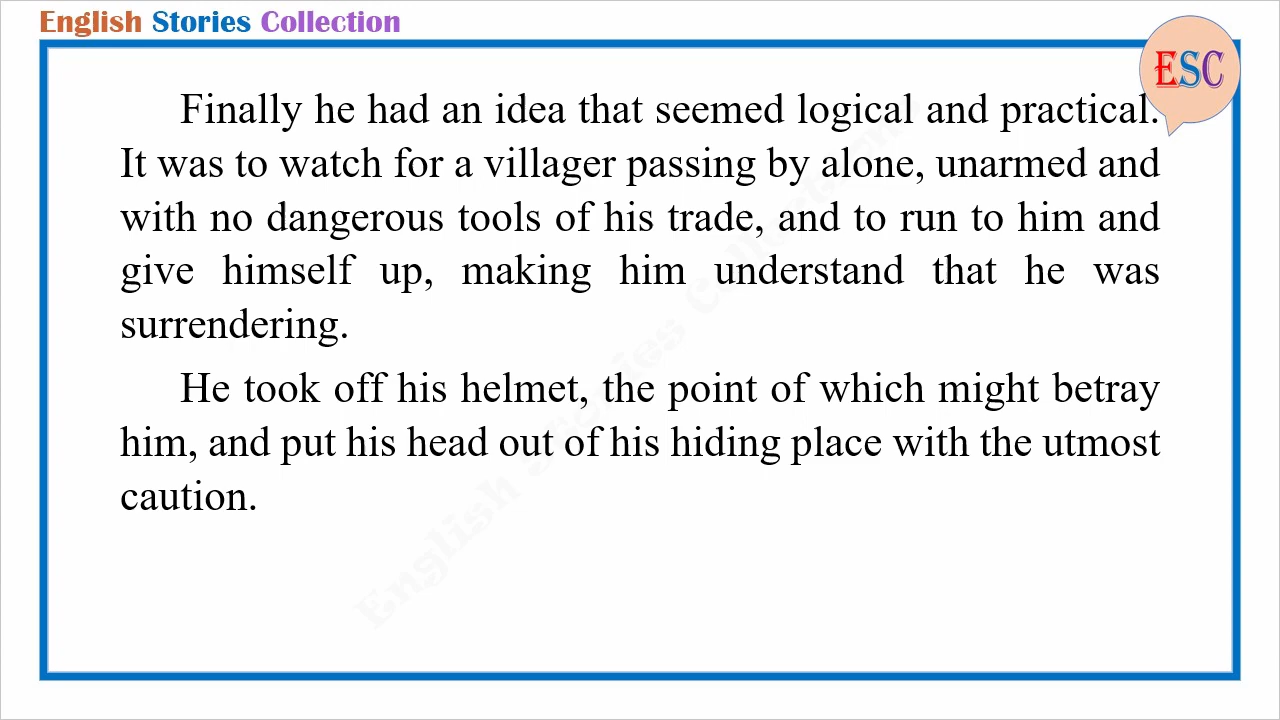 English Stories Collection
ESC
Finally he had an idea that seemed logical and practical.
It was to watch for a villager passing by alone, unarmed and
with no dangerous tools of his trade, and to run to him and
give himself up, making him understand that he was
surrendering.
He took off his helmet, the point of which might betray
him, and put his head out of his hiding place with the utmost
caution.
English Stories Collection